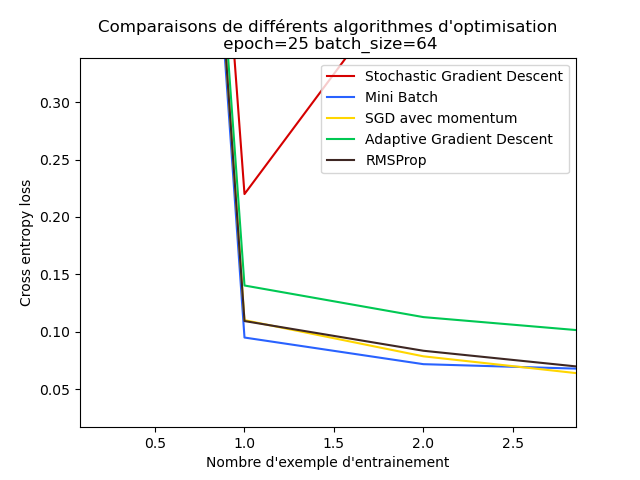 Comparaisons de différents algorithmes d'optimisation
epoch=25 batch_size=64
Stochastic Gradient Descent
Mini Batch
SGD avec momentum
Adaptive Gradient Descent
RMSProp
Cross entropy loss
0.30
0.25
0.20
0.15
0.10
0.05
0.5
1.0
1.5
2.0
2.5
Nombre d'exemple d'entrainement